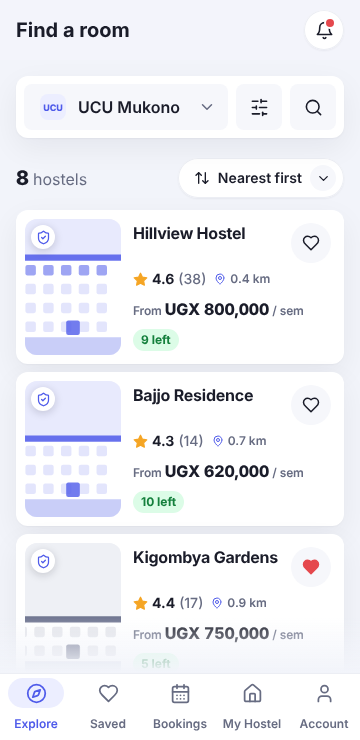 Find a room
UCU UCU Mukono
8 hostels
Nearest first
Hillview Hostel
4.6 (38) 0.4 km
From UGX 800,000 / sem
9 left
Bajjo Residence
4.3 (14) 0.7 km
From UGX 620,000 / sem
10 left
Kigombya Gardens
4.4 (17) 0.9 km
From UGX 750,000 / sem
5 left
Explore Saved Bookings My Hostel Account